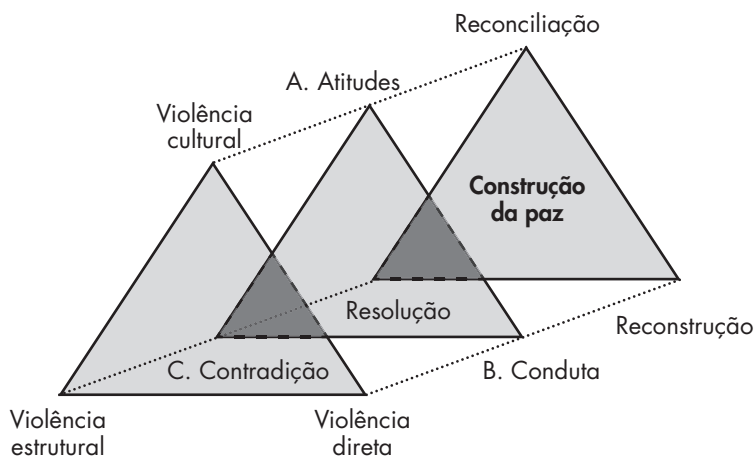 Reconciliação
A. Atitudes
Violência
cultural
Construção
da paz
Resolução
Reconstrução
C. Contradição
B. Conduta
Violência
estrutural
Violência
direta